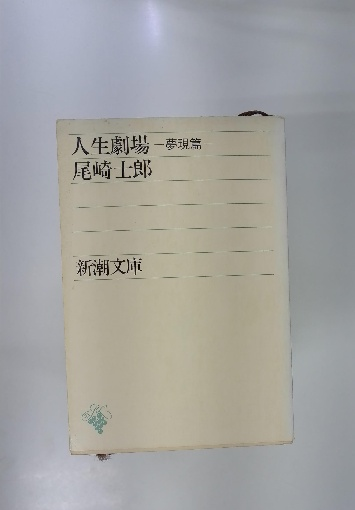 人生劇場 —夢現篇—
尾崎士郎
新潮文庫